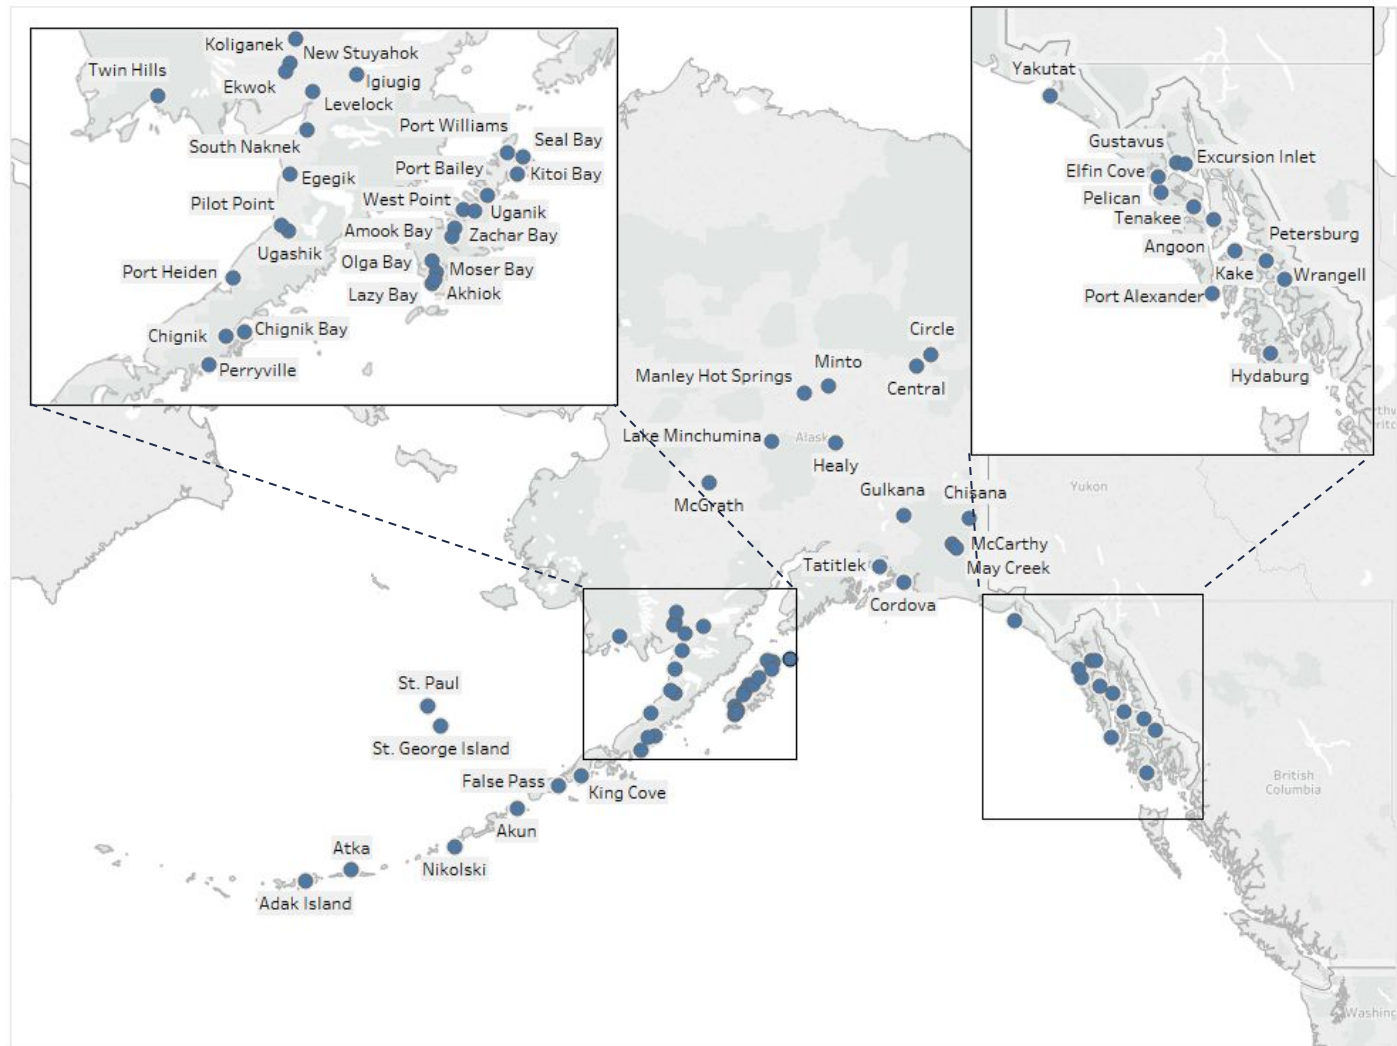 Koliganek
New Stuyahok
Twin Hills
Ekwok
Igiugig
Levelock
Port Williams
Seal Bay
South Naknek
Port Bailey
Kitoi Bay
Egegik
Pilot Point
West Point
Uganik
Amook Bay
Zachar Bay
Ugashik
Olga Bay
Moser Bay
Port Heiden
Lazy Bay
Akhiok
Chignik
Chignik Bay
Perryville
Yakutat
Gustavus
Excursion Inlet
Elfin Cove
Pelican
Tenakee
Petersburg
Angoon
Kake
Wrangell
Port Alexander
Hydaburg
Circle
Minto
Manley Hot Springs
Central
Lake Minchumina
Alask
Healy
McGrath
Gulkana
Chisana
Yukon
McCarthy
May Creek
Tatitlek
Cordova
St. Paul
St. George Island
False Pass
King Cove
Akun
Atka
Nikolski
Adak Island
British
Columbia
Washing